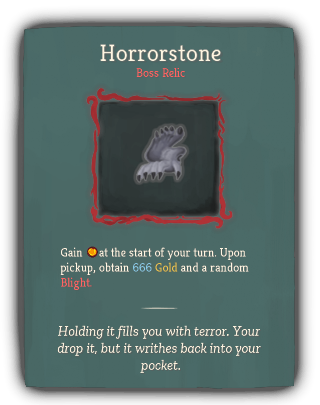 Horrorstone
Boss Relic
Gain at the start of your turn. Upon
pickup, obtain 666 Gold and a random
Blight.
Holding it fills you with terror. Your
drop it, but it writhes back into your
pocket.